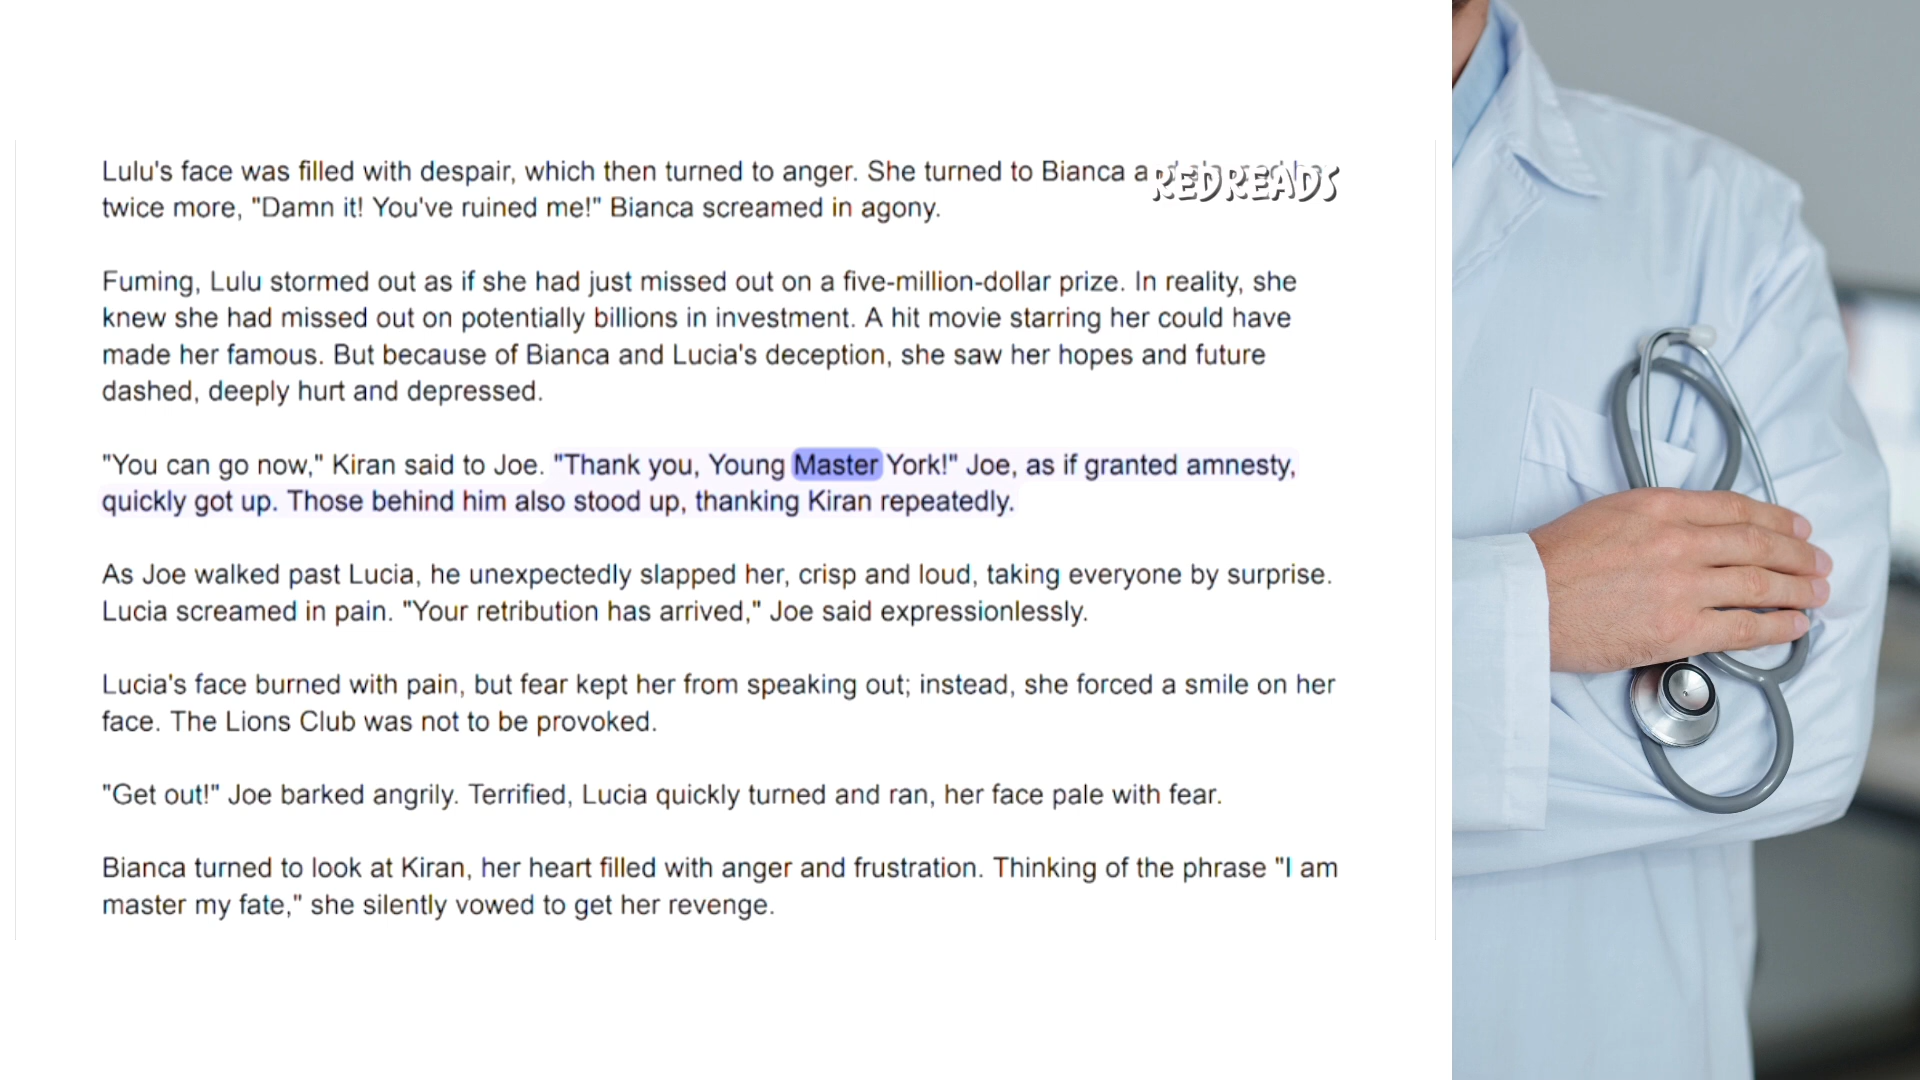 Lulu's face was filled with despair, which then turned to anger. She turned to Bianca a
REDREADS
twice more, "Damn it! You've ruined me!" Bianca screamed in agony.
Fuming, Lulu stormed out as if she had just missed out on a five-million-dollar prize. In reality, she
knew she had missed out on potentially billions in investment. A hit movie starring her could have
made her famous. But because of Bianca and Lucia's deception, she saw her hopes and future
dashed, deeply hurt and depressed.
"You can go now," Kiran said to Joe. "Thank you, Young Master York!" Joe, as if granted amnesty,
quickly got up. Those behind him also stood up, thanking Kiran repeatedly.
As Joe walked past Lucia, he unexpectedly slapped her, crisp and loud, taking everyone by surprise.
Lucia screamed in pain. "Your retribution has arrived," Joe said expressionlessly.
Lucia's face burned with pain, but fear kept her from speaking out; instead, she forced a smile on her
face. The Lions Club was not to be provoked.
"Get out!" Joe barked angrily. Terrified, Lucia quickly turned and ran, her face pale with fear.
Bianca turned to look at Kiran, her heart filled with anger and frustration. Thinking of the phrase "I am
master my fate," she silently vowed to get her revenge.